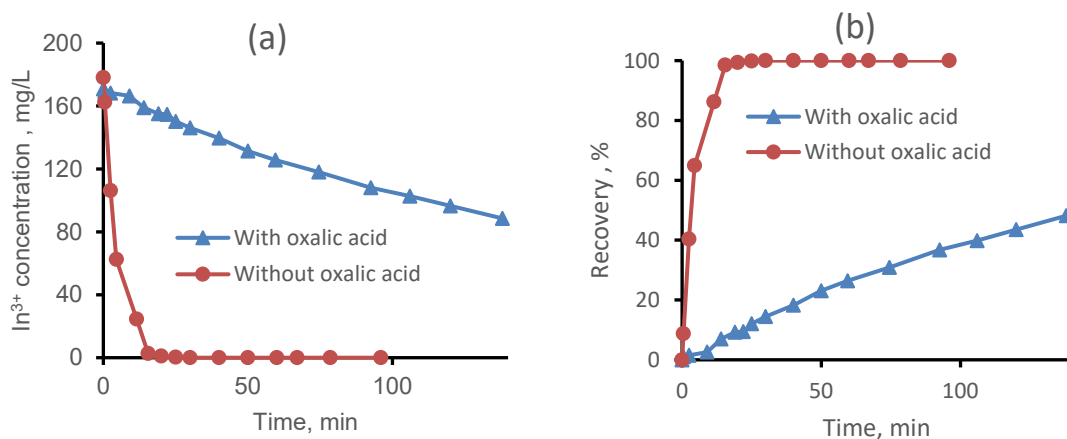 (a)
200
160
120
80
40
0
In³⁺ concentration , mg/L
With oxalic acid
Without oxalic acid
0
50
100
Time, min
(b)
100
80
60
40
20
0
Recovery , %
With oxalic acid
Without oxalic acid
0
50
100
Time, min